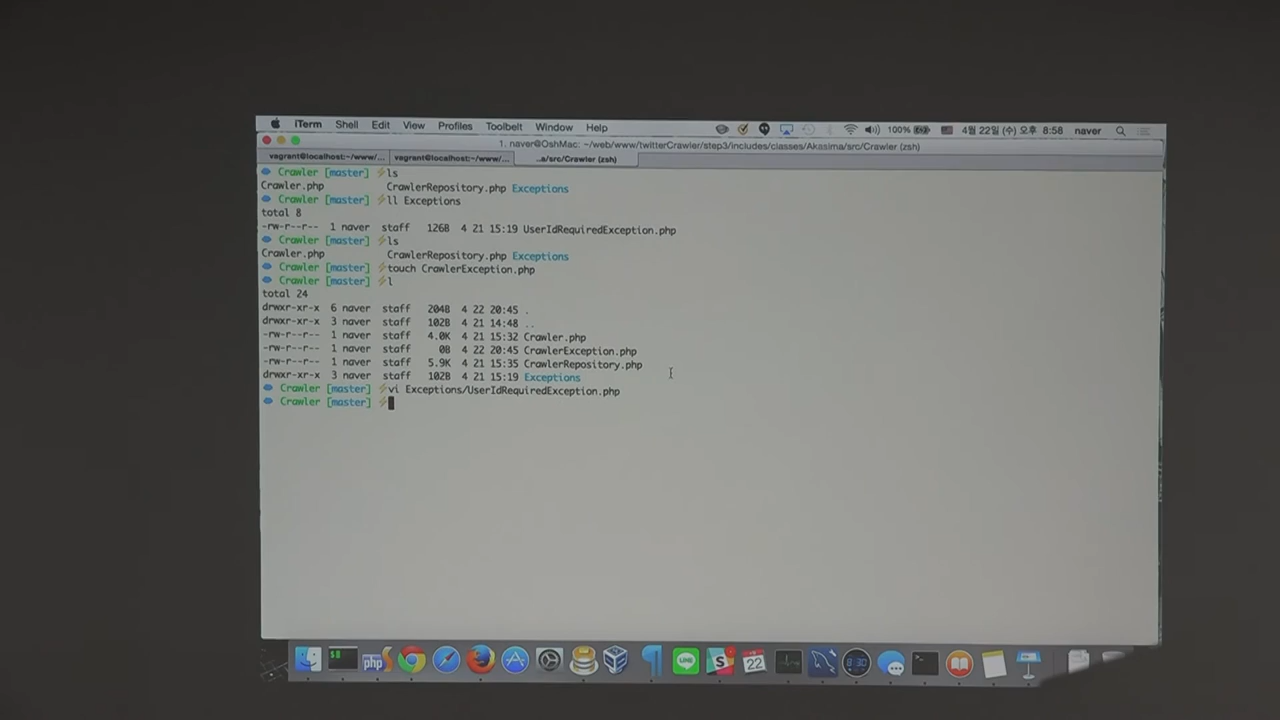 iTerm Shell Edit View Profiles Toolbelt Window Help 100% 4월 22일 (수) 오후 8:58 naver
1. naver@OshMac: ~/web/www/twitterCrawler/step3/includes/classes/Akasima/src/Crawler (zsh)
vagrant@localhost:~/www/... vagrant@localhost:~/www/... ..a/src/Crawler (zsh)
Crawler [master] ⚡ls
Crawler.php CrawlerRepository.php Exceptions
Crawler [master] ⚡ll Exceptions
total 8
-rw-r--r-- 1 naver staff 126B 4 21 15:19 UserIdRequiredException.php
Crawler [master] ⚡ls
Crawler.php CrawlerRepository.php Exceptions
Crawler [master] ⚡touch CrawlerException.php
Crawler [master] ⚡l
total 24
drwxr-xr-x 6 naver staff 204B 4 22 20:45 .
drwxr-xr-x 3 naver staff 102B 4 21 14:48 ..
-rw-r--r-- 1 naver staff 4.0K 4 21 15:32 Crawler.php
-rw-r--r-- 1 naver staff 0B 4 22 20:45 CrawlerException.php
-rw-r--r-- 1 naver staff 5.9K 4 21 15:35 CrawlerRepository.php
drwxr-xr-x 3 naver staff 102B 4 21 15:19 Exceptions
Crawler [master] ⚡vi Exceptions/UserIdRequiredException.php
Crawler [master] ⚡
php LINE S 22 8:30